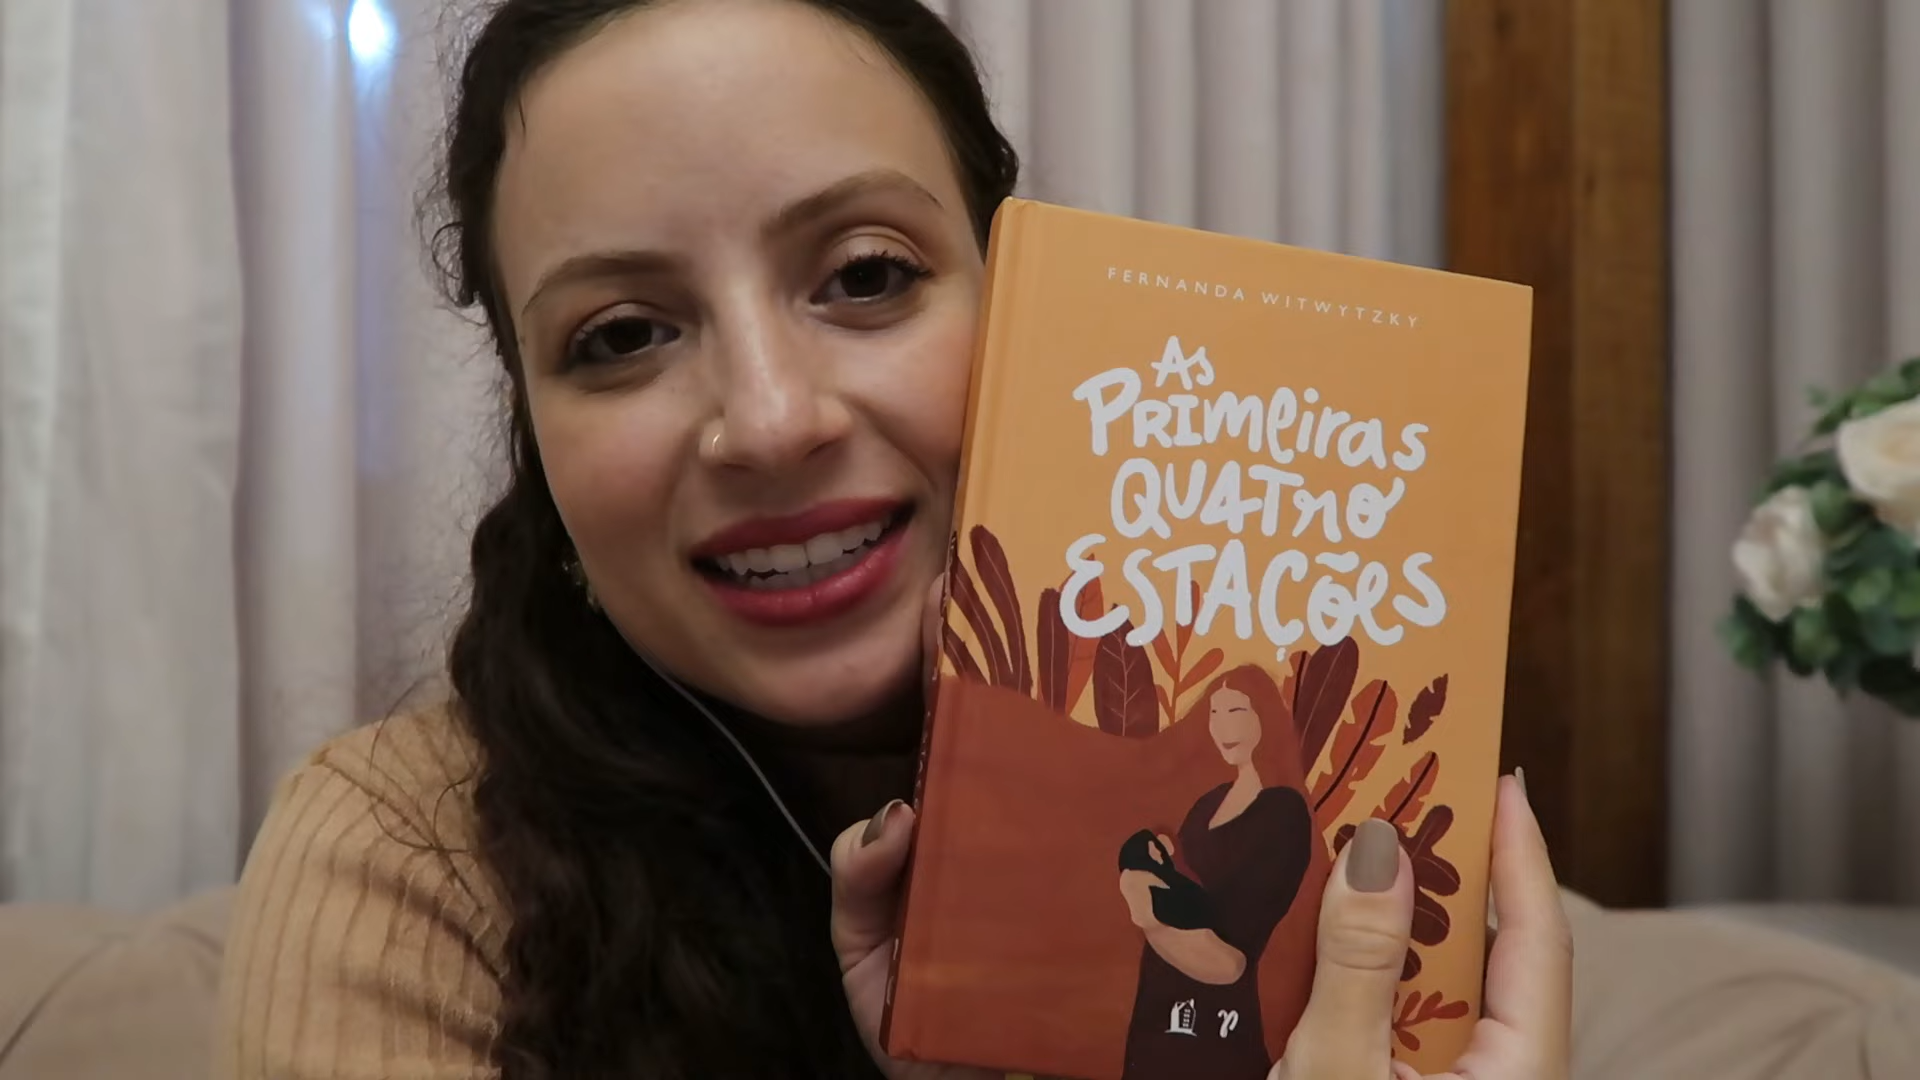 FERNANDA WITWYTZKY
As
PRIMeiras
QUATRO
ESTAÇÕes